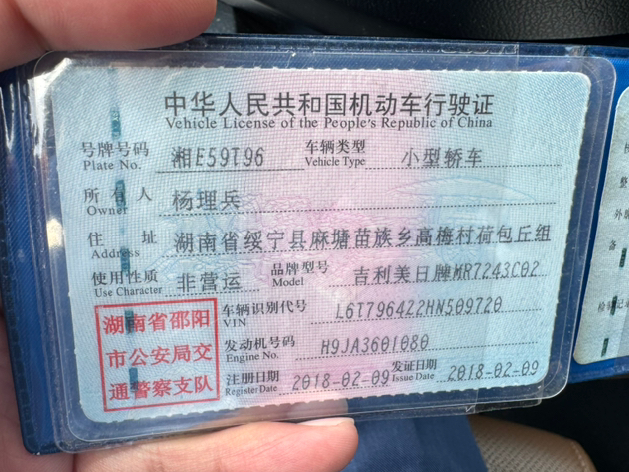 中华人民共和国机动车行驶证
Vehicle License of the People's Republic of China
号牌号码 湘E59T96 车辆类型 小型轿车
Plate No. Vehicle Type
所有人 杨理兵
Owner
住址 湖南省绥宁县麻塘苗族乡高梅村荷包丘组
Address
使用性质 非营运 品牌型号 吉利美日牌MR7243C02
Use Character Model
湖南省邵阳
市公安局交
通警察支队
车辆识别代号 L6T7964Z2HN509720
VIN
发动机号码 H9JA3601080
Engine No.
注册日期 2018-02-09 发证日期 2018-02-09
Register Date Issue Date